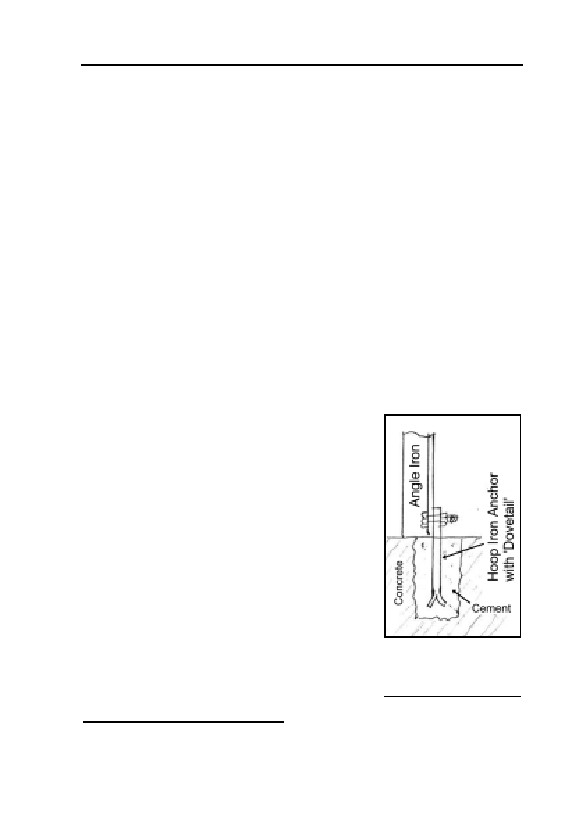 Angle Iron
Concrete
Hoop Iron Anchor
with 'Dovetail'
Cement